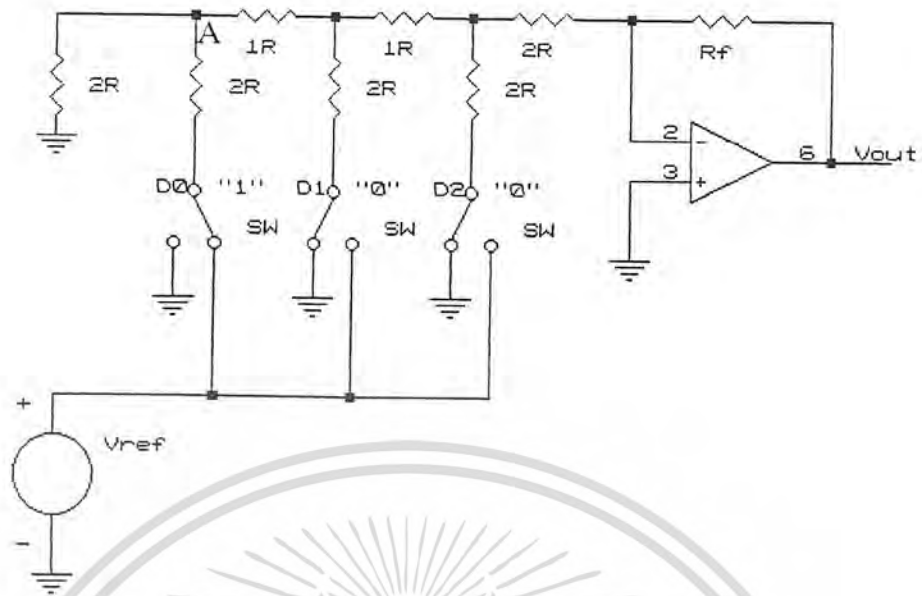 A
1R
1R
2R
Rf
2R
2R
2R
2R
2
3
6
Vout
D0
"1"
D1
"0"
D2
"0"
SW
SW
SW
+
Vref
-